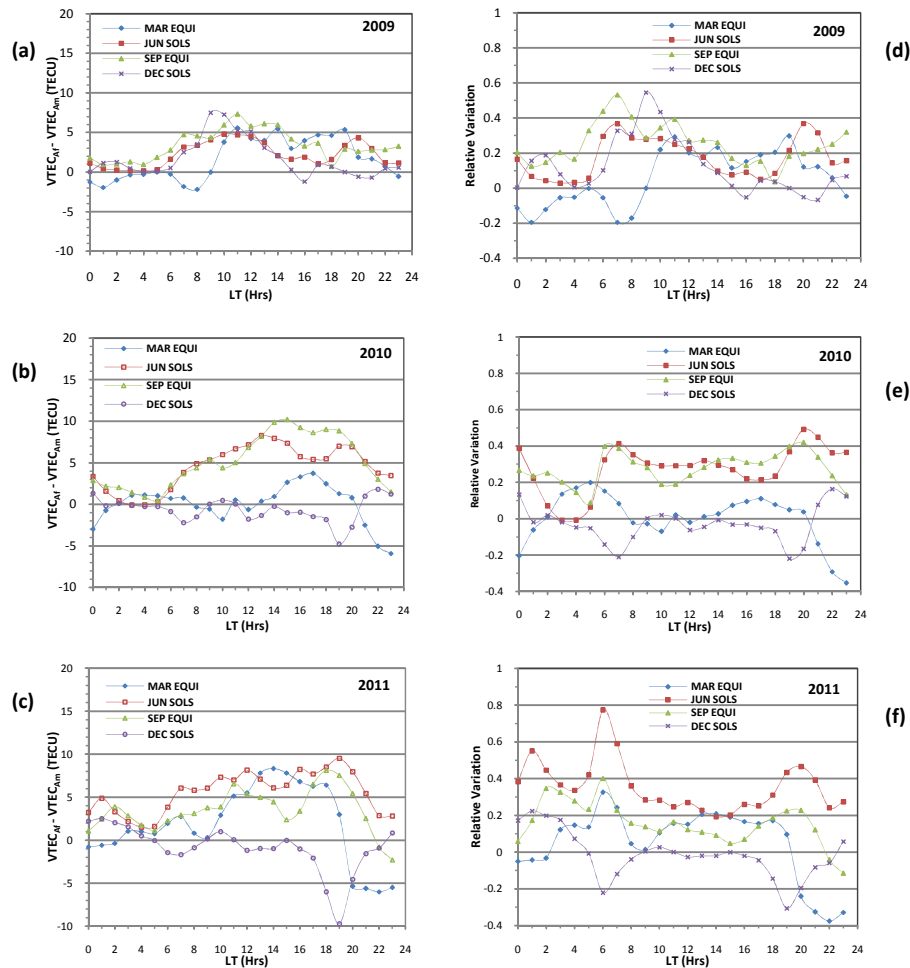 (a)
2009
MAR EQUI
JUN SOLS
SEP EQUI
DEC SOLS
VTEC_Af - VTEC_Am (TECU)
20
15
10
5
0
-5
-10
0 2 4 6 8 10 12 14 16 18 20 22 24
LT (Hrs)
(d)
2009
MAR EQUI
JUN SOLS
SEP EQUI
DEC SOLS
Relative Variation
1
0.8
0.6
0.4
0.2
0
-0.2
-0.4
0 2 4 6 8 10 12 14 16 18 20 22 24
LT (Hrs)
(b)
2010
MAR EQUI
JUN SOLS
SEP EQUI
DEC SOLS
VTEC_Af - VTEC_Am (TECU)
20
15
10
5
0
-5
-10
0 2 4 6 8 10 12 14 16 18 20 22 24
LT (Hrs)
(e)
2010
MAR EQUI
JUN SOLS
SEP EQUI
DEC SOLS
Relative Variation
1
0.8
0.6
0.4
0.2
0
-0.2
-0.4
0 2 4 6 8 10 12 14 16 18 20 22 24
LT (Hrs)
(c)
2011
MAR EQUI
JUN SOLS
SEP EQUI
DEC SOLS
VTEC_Af - VTEC_Am (TECU)
20
15
10
5
0
-5
-10
0 2 4 6 8 10 12 14 16 18 20 22 24
LT (Hrs)
(f)
2011
MAR EQUI
JUN SOLS
SEP EQUI
DEC SOLS
Relative Variation
1
0.8
0.6
0.4
0.2
0
-0.2
-0.4
0 2 4 6 8 10 12 14 16 18 20 22 24
LT (Hrs)